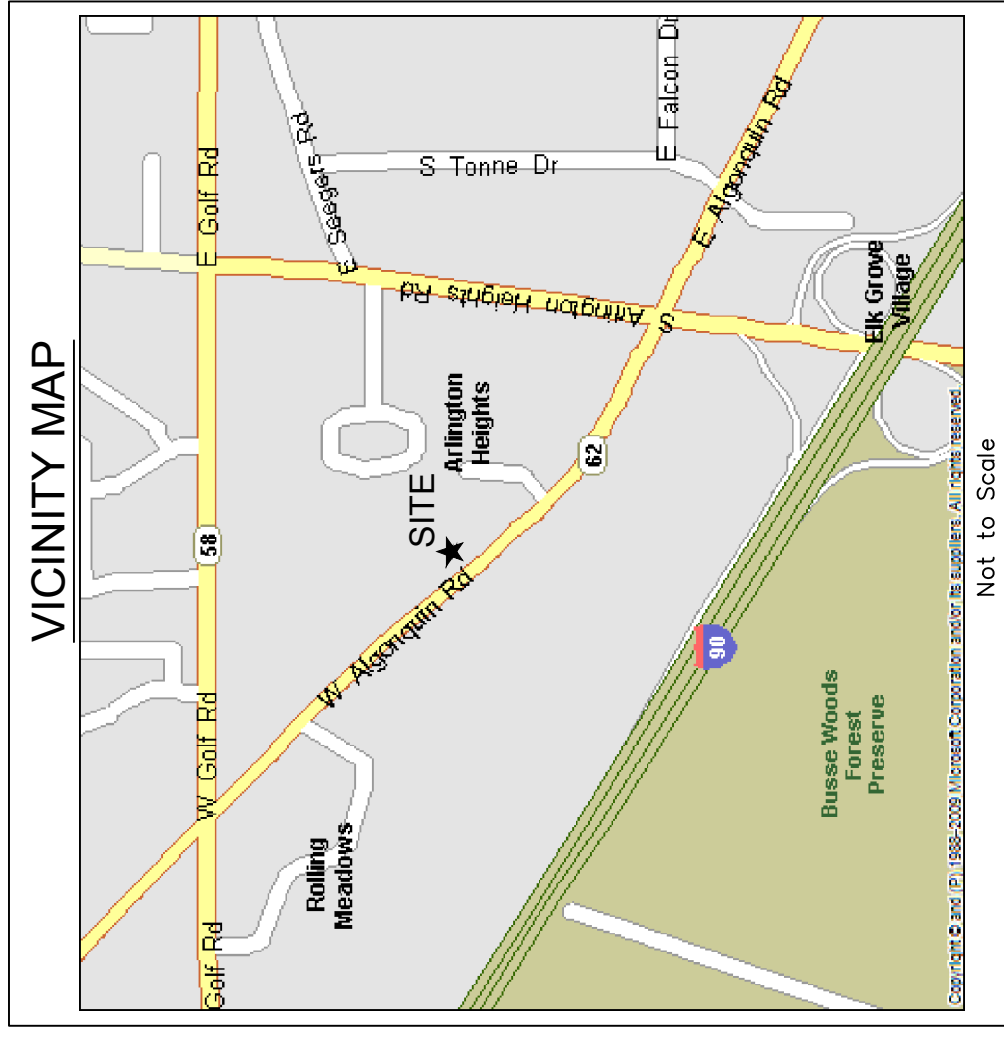 VICINITY MAP
E Golf Rd
58
W Golf Rd
Golf Rd
E Seegers Rd
S Tonne Dr
E Falcon Dr
S Arlington Heights Rd
E Algonquin Rd
Arlington
Heights
SITE
W Algonquin Rd
62
Rolling
Meadows
Elk Grove
Village
90
Busse Woods
Forest
Preserve
Copyright © and (P) 1988–2009 Microsoft Corporation and/or its suppliers. All rights reserved.
Not to Scale